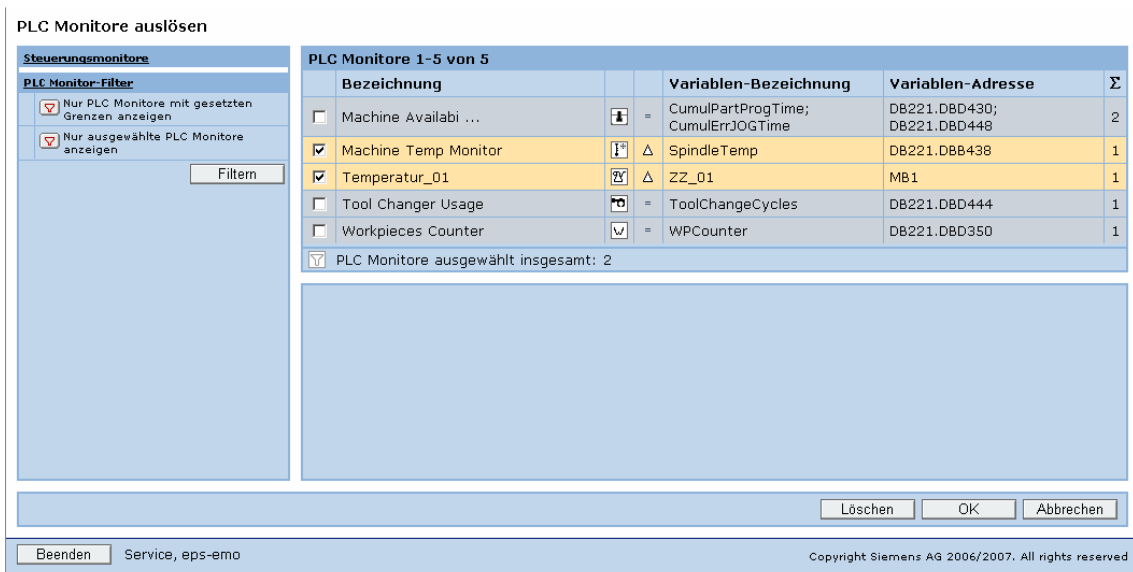 PLC Monitore auslösen
Steuerungsmonitore
PLC Monitor-Filter
Nur PLC Monitore mit gesetzten
Grenzen anzeigen
Nur ausgewählte PLC Monitore
anzeigen
Filtern
PLC Monitore 1-5 von 5
Bezeichnung Variablen-Bezeichnung Variablen-Adresse Σ
Machine Availabi ... = CumulPartProgTime; DB221.DBD430; 2
CumulErrJOGTime DB221.DBD448
Machine Temp Monitor Δ SpindleTemp DB221.DBB438 1
Temperatur_01 Δ ZZ_01 MB1 1
Tool Changer Usage = ToolChangeCycles DB221.DBD444 1
Workpieces Counter = WPCounter DB221.DBD350 1
PLC Monitore ausgewählt insgesamt: 2
Löschen OK Abbrechen
Beenden Service, eps-emo Copyright Siemens AG 2006/2007. All rights reserved